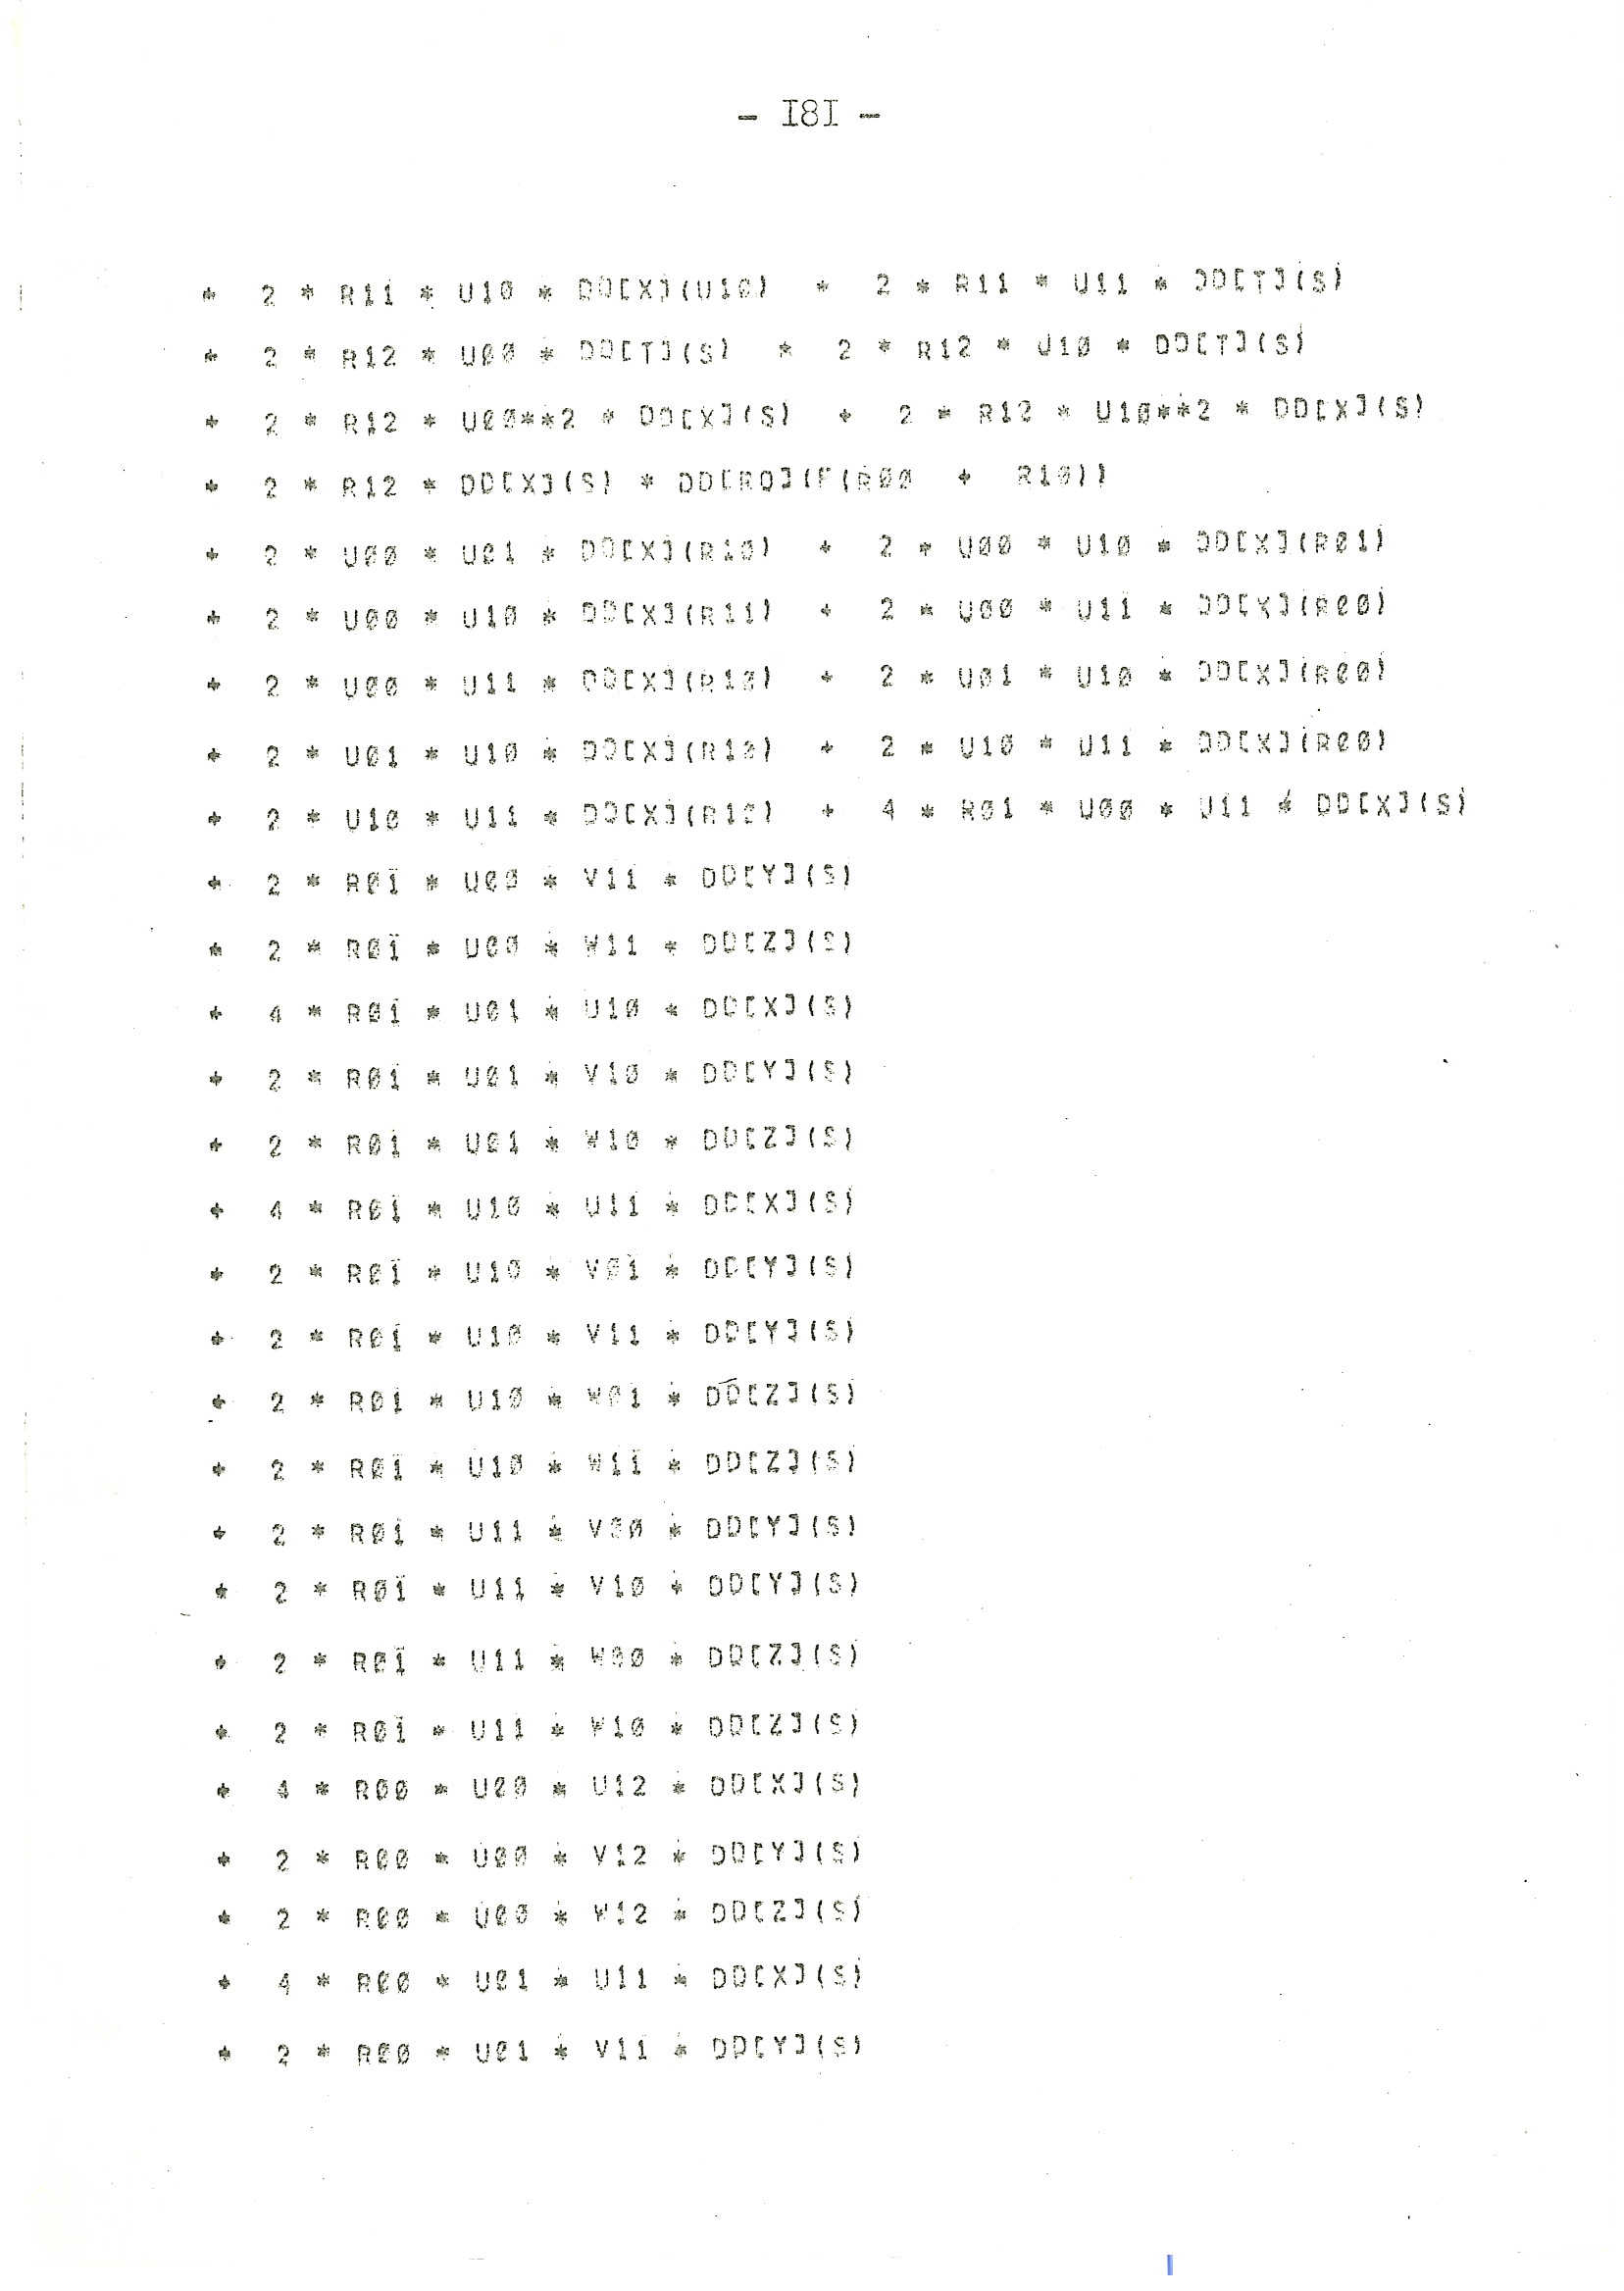 - I8I -
+ 2 * R11 * U10 * DD[X](U10) + 2 * R11 * U11 * DD[T](S)
+ 2 * R12 * U00 * DD[T](S) + 2 * R12 * U10 * DD[T](S)
+ 2 * R12 * U00**2 * DD[X](S) + 2 * R12 * U10**2 * DD[X](S)
+ 2 * R12 * DD[X](S) * DD[RO](F(R00 + R10))
+ 2 * U00 * U01 * DD[X](R10) + 2 * U00 * U10 * DD[X](R01)
+ 2 * U00 * U10 * DD[X](R11) + 2 * U00 * U11 * DD[X](R00)
+ 2 * U00 * U11 * DD[X](R10) + 2 * U01 * U10 * DD[X](R00)
+ 2 * U01 * U10 * DD[X](R10) + 2 * U10 * U11 * DD[X](R00)
+ 2 * U10 * U11 * DD[X](R10) + 4 * R01 * U00 * U11 * DD[X](S)
+ 2 * R01 * U00 * V11 * DD[Y](S)
+ 2 * R01 * U00 * W11 * DD[Z](S)
+ 4 * R01 * U01 * U10 * DD[X](S)
+ 2 * R01 * U01 * V10 * DD[Y](S)
+ 2 * R01 * U01 * W10 * DD[Z](S)
+ 4 * R01 * U10 * U11 * DD[X](S)
+ 2 * R01 * U10 * V01 * DD[Y](S)
+ 2 * R01 * U10 * V11 * DD[Y](S)
+ 2 * R01 * U10 * W01 * DD[Z](S)
+ 2 * R01 * U10 * W11 * DD[Z](S)
+ 2 * R01 * U11 * V00 * DD[Y](S)
+ 2 * R01 * U11 * V10 * DD[Y](S)
+ 2 * R01 * U11 * W00 * DD[Z](S)
+ 2 * R01 * U11 * W10 * DD[Z](S)
+ 4 * R00 * U00 * U12 * DD[X](S)
+ 2 * R00 * U00 * V12 * DD[Y](S)
+ 2 * R00 * U00 * W12 * DD[Z](S)
+ 4 * R00 * U01 * U11 * DD[X](S)
+ 2 * R00 * U01 * V11 * DD[Y](S)